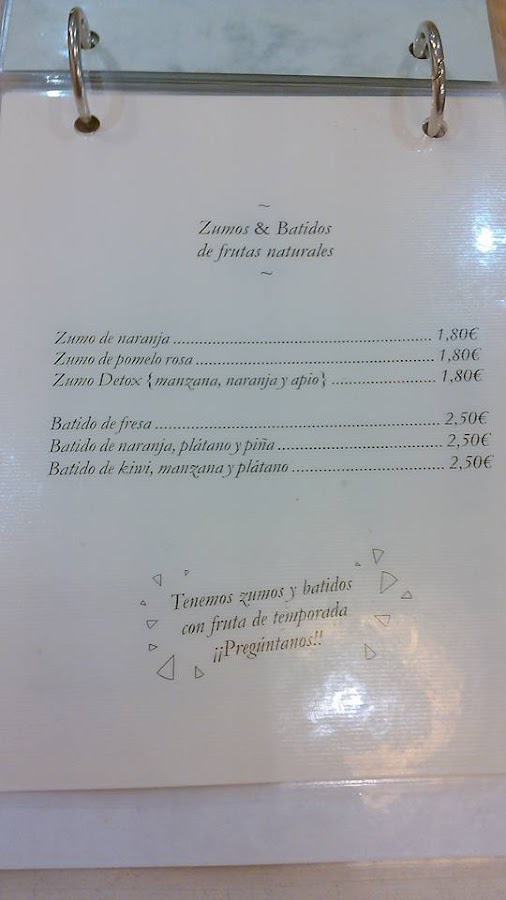 ~
Zumos & Batidos
de frutas naturales
~
Zumo de naranja ........................................................ 1,80€
Zumo de pomelo rosa ................................................... 1,80€
Zumo Detox {manzana, naranja y apio} ....................... 1,80€
Batido de fresa ............................................................. 2,50€
Batido de naranja, plátano y piña .................................... 2,50€
Batido de kiwi, manzana y plátano ................................. 2,50€
Tenemos zumos y batidos
con fruta de temporada
¡¡Pregúntanos!!